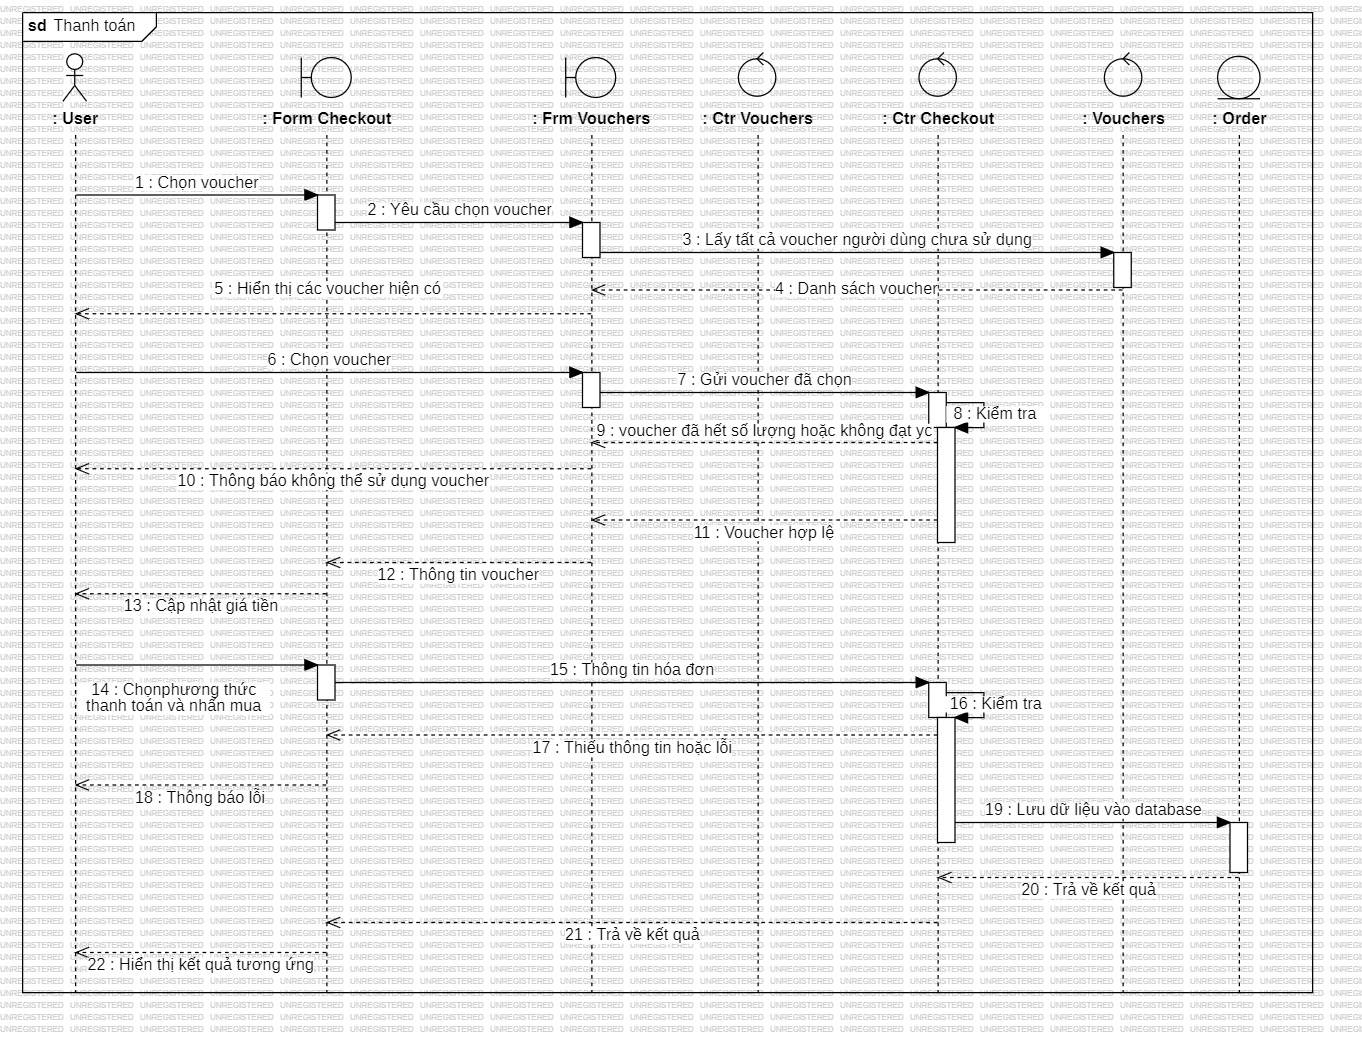 sd Thanh toán
: User
: Form Checkout
: Frm Vouchers
: Ctr Vouchers
: Ctr Checkout
: Vouchers
: Order
1 : Chọn voucher
2 : Yêu cầu chọn voucher
3 : Lấy tất cả voucher người dùng chưa sử dụng
4 : Danh sách voucher
5 : Hiển thị các voucher hiện có
6 : Chọn voucher
7 : Gửi voucher đã chọn
8 : Kiểm tra
9 : voucher đã hết số lượng hoặc không đạt yc
10 : Thông báo không thể sử dụng voucher
11 : Voucher hợp lệ
12 : Thông tin voucher
13 : Cập nhật giá tiền
14 : Chọnphương thức
thanh toán và nhấn mua
15 : Thông tin hóa đơn
16 : Kiểm tra
17 : Thiếu thông tin hoặc lỗi
18 : Thông báo lỗi
19 : Lưu dữ liệu vào database
20 : Trả về kết quả
21 : Trả về kết quả
22 : Hiển thị kết quả tương ứng
UNREGISTERED